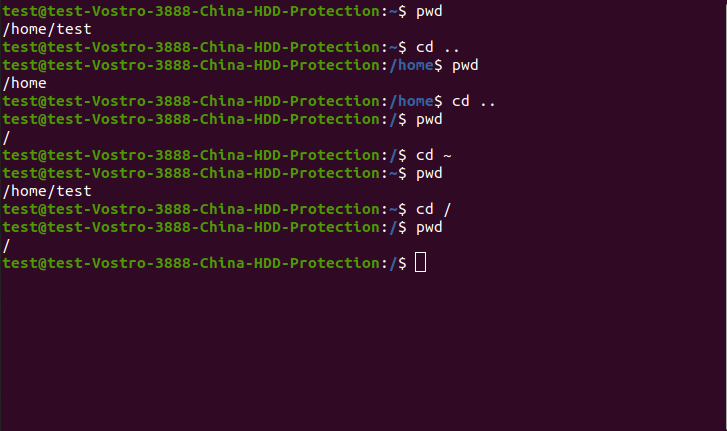 test@test-Vostro-3888-China-HDD-Protection:~$ pwd
/home/test
test@test-Vostro-3888-China-HDD-Protection:~$ cd ..
test@test-Vostro-3888-China-HDD-Protection:/home$ pwd
/home
test@test-Vostro-3888-China-HDD-Protection:/home$ cd ..
test@test-Vostro-3888-China-HDD-Protection:/$ pwd
/
test@test-Vostro-3888-China-HDD-Protection:/$ cd ~
test@test-Vostro-3888-China-HDD-Protection:~$ pwd
/home/test
test@test-Vostro-3888-China-HDD-Protection:~$ cd /
test@test-Vostro-3888-China-HDD-Protection:/$ pwd
/
test@test-Vostro-3888-China-HDD-Protection:/$